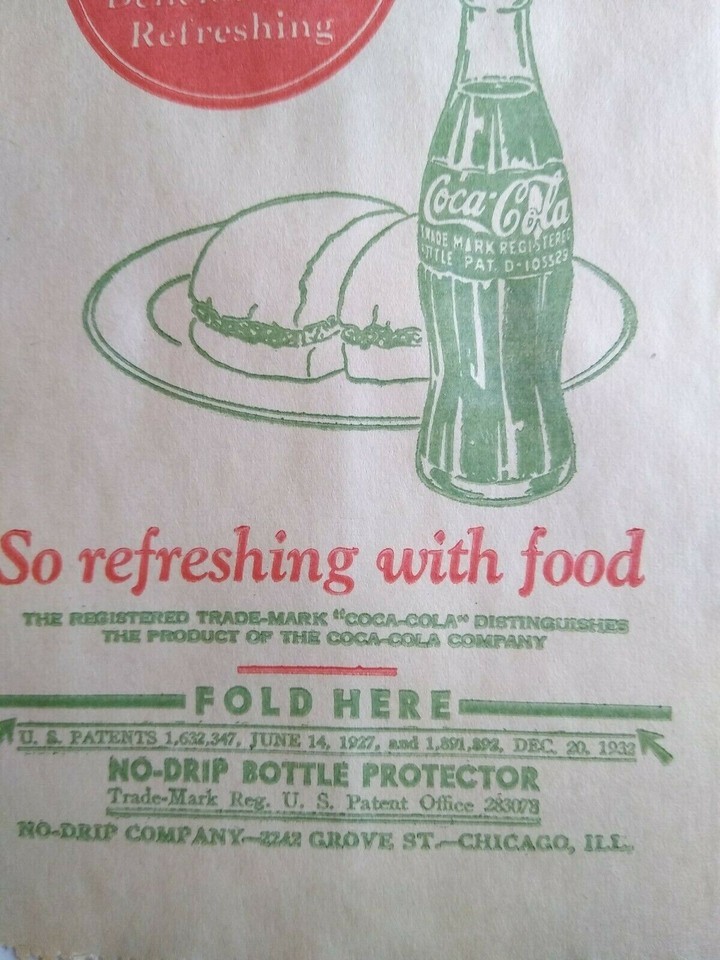 Refreshing
Coca-Cola
TRADE MARK REGISTERED
BOTTLE PAT. D-105529
So refreshing with food
THE REGISTERED TRADE-MARK "COCA-COLA" DISTINGUISHES
THE PRODUCT OF THE COCA-COLA COMPANY
FOLD HERE
U. S. PATENTS 1,632,347, JUNE 14, 1927, and 1,891,392, DEC. 20, 1932
NO-DRIP BOTTLE PROTECTOR
Trade-Mark Reg. U. S. Patent Office 283078
NO-DRIP COMPANY—2242 GROVE ST.—CHICAGO, ILL.